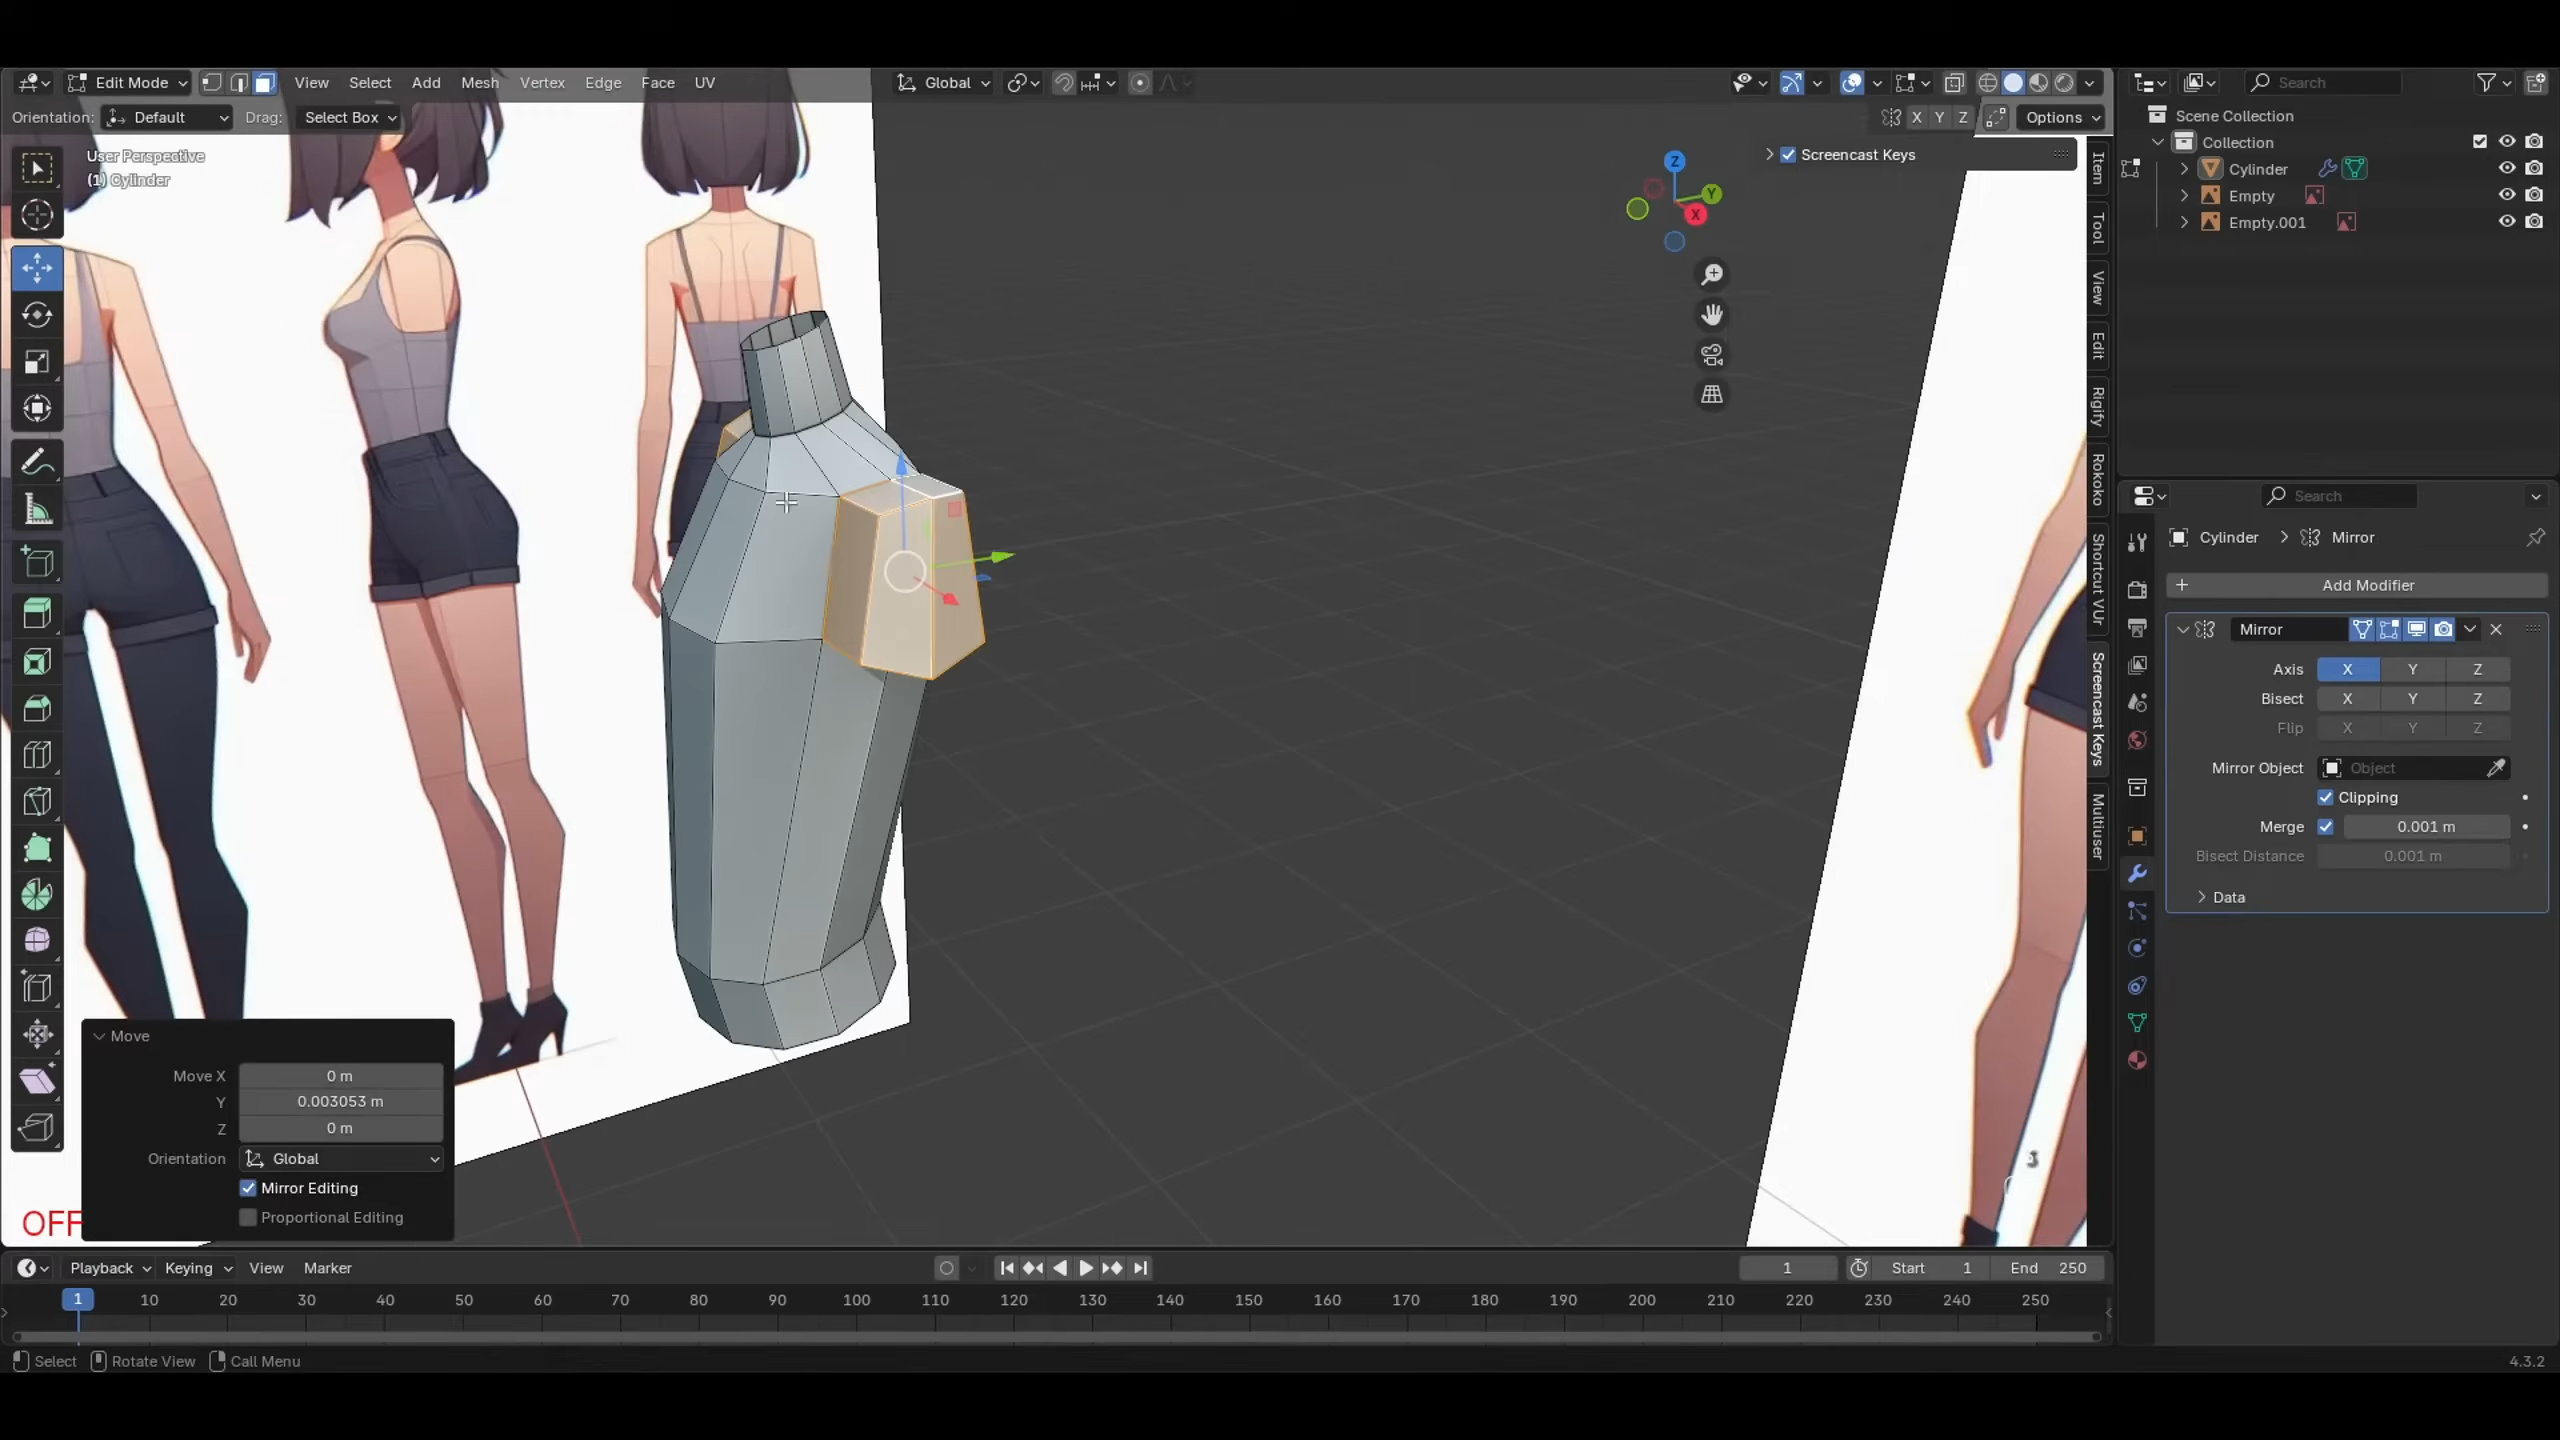 Edit Mode View Select Add Mesh Vertex Edge Face UV Global Search
Orientation: Default Drag: Select Box X Y Z Options
User Perspective
(1) Cylinder
Z
Y
X
Screencast Keys
Item
Tool
View
Edit
Rigify
Rokoko
Shortcut VUr
Screencast Keys
Multiuser
Scene Collection
Collection
Cylinder
Empty
Empty.001
Search
Cylinder > Mirror
+ Add Modifier
Mirror
Axis X Y Z
Bisect X Y Z
Flip X Y Z
Mirror Object Object
Clipping
Merge 0.001 m
Bisect Distance 0.001 m
Data
Move
Move X 0 m
Y 0.003053 m
Z 0 m
Orientation Global
Mirror Editing
Proportional Editing
OFF
Playback Keying View Marker 1 Start 1 End 250
1 10 20 30 40 50 60 70 80 90 100 110 120 130 140 150 160 170 180 190 200 210 220 230 240 250
Select Rotate View Call Menu 4.3.2